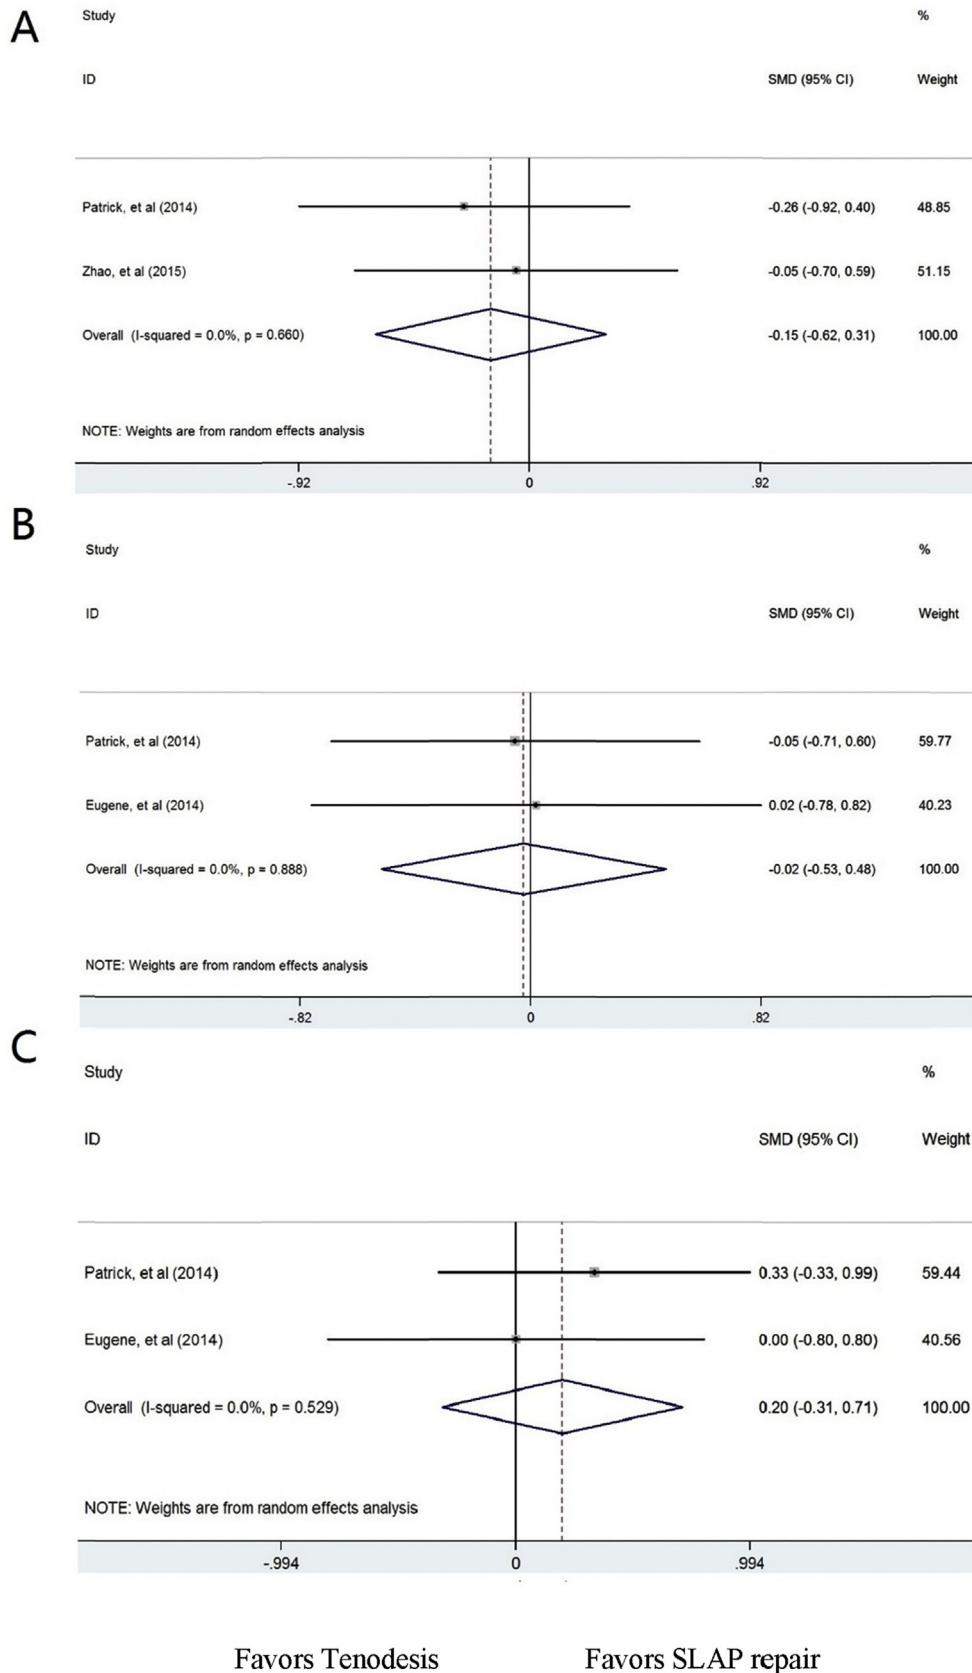 A
Study %
ID SMD (95% CI) Weight
Patrick, et al (2014) -0.26 (-0.92, 0.40) 48.85
Zhao, et al (2015) -0.05 (-0.70, 0.59) 51.15
Overall (I-squared = 0.0%, p = 0.660) -0.15 (-0.62, 0.31) 100.00
NOTE: Weights are from random effects analysis
-.92 0 .92
B
Study %
ID SMD (95% CI) Weight
Patrick, et al (2014) -0.05 (-0.71, 0.60) 59.77
Eugene, et al (2014) 0.02 (-0.78, 0.82) 40.23
Overall (I-squared = 0.0%, p = 0.888) -0.02 (-0.53, 0.48) 100.00
NOTE: Weights are from random effects analysis
-.82 0 .82
C
Study %
ID SMD (95% CI) Weight
Patrick, et al (2014) 0.33 (-0.33, 0.99) 59.44
Eugene, et al (2014) 0.00 (-0.80, 0.80) 40.56
Overall (I-squared = 0.0%, p = 0.529) 0.20 (-0.31, 0.71) 100.00
NOTE: Weights are from random effects analysis
-.994 0 .994
Favors Tenodesis Favors SLAP repair